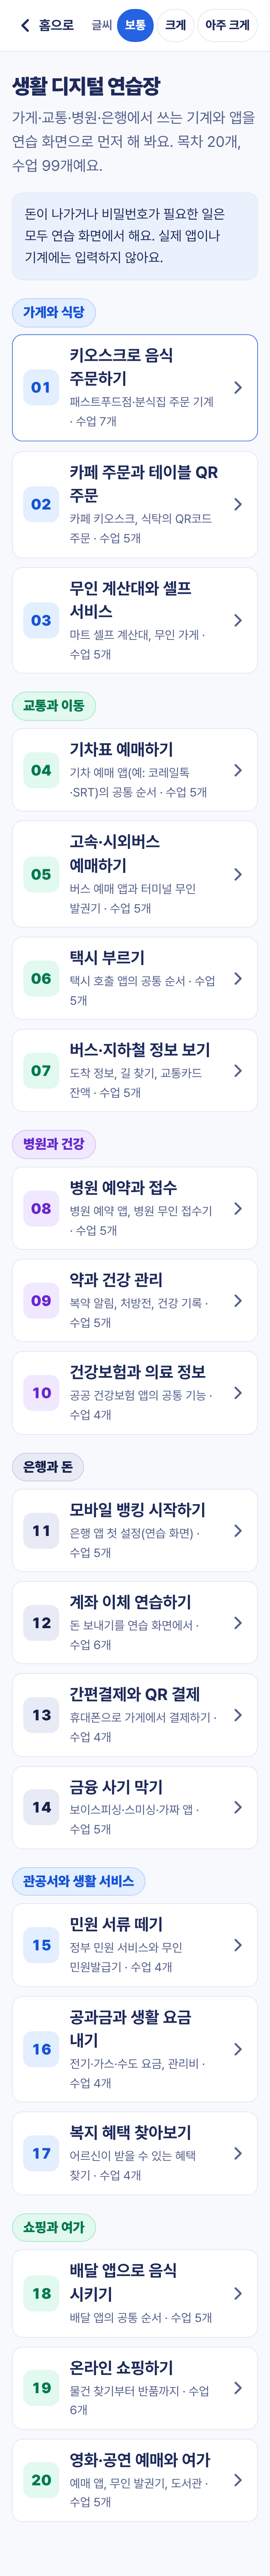 홈으로 글씨 보통 크게 아주 크게
생활 디지털 연습장
가게·교통·병원·은행에서 쓰는 기계와 앱을
연습 화면으로 먼저 해 봐요. 목차 20개,
수업 99개예요.
돈이 나가거나 비밀번호가 필요한 일은
모두 연습 화면에서 해요. 실제 앱이나
기계에는 입력하지 않아요.
가게와 식당
01
키오스크로 음식
주문하기
패스트푸드점·분식집 주문 기계
· 수업 7개
02
카페 주문과 테이블 QR
주문
카페 키오스크, 식탁의 QR코드
주문 · 수업 5개
03
무인 계산대와 셀프
서비스
마트 셀프 계산대, 무인 가게 ·
수업 5개
교통과 이동
04
기차표 예매하기
기차 예매 앱(예: 코레일톡
·SRT)의 공통 순서 · 수업 5개
05
고속·시외버스
예매하기
버스 예매 앱과 터미널 무인
발권기 · 수업 5개
06
택시 부르기
택시 호출 앱의 공통 순서 · 수업
5개
07
버스·지하철 정보 보기
도착 정보, 길 찾기, 교통카드
잔액 · 수업 5개
병원과 건강
08
병원 예약과 접수
병원 예약 앱, 병원 무인 접수기
· 수업 5개
09
약과 건강 관리
복약 알림, 처방전, 건강 기록 ·
수업 5개
10
건강보험과 의료 정보
공공 건강보험 앱의 공통 기능 ·
수업 4개
은행과 돈
11
모바일 뱅킹 시작하기
은행 앱 첫 설정(연습 화면) ·
수업 5개
12
계좌 이체 연습하기
돈 보내기를 연습 화면에서 ·
수업 6개
13
간편결제와 QR 결제
휴대폰으로 가게에서 결제하기 ·
수업 4개
14
금융 사기 막기
보이스피싱·스미싱·가짜 앱 ·
수업 5개
관공서와 생활 서비스
15
민원 서류 떼기
정부 민원 서비스와 무인
민원발급기 · 수업 4개
16
공과금과 생활 요금
내기
전기·가스·수도 요금, 관리비 ·
수업 4개
17
복지 혜택 찾아보기
어르신이 받을 수 있는 혜택
찾기 · 수업 4개
쇼핑과 여가
18
배달 앱으로 음식
시키기
배달 앱의 공통 순서 · 수업 5개
19
온라인 쇼핑하기
물건 찾기부터 반품까지 · 수업
6개
20
영화·공연 예매와 여가
예매 앱, 무인 발권기, 도서관 ·
수업 5개